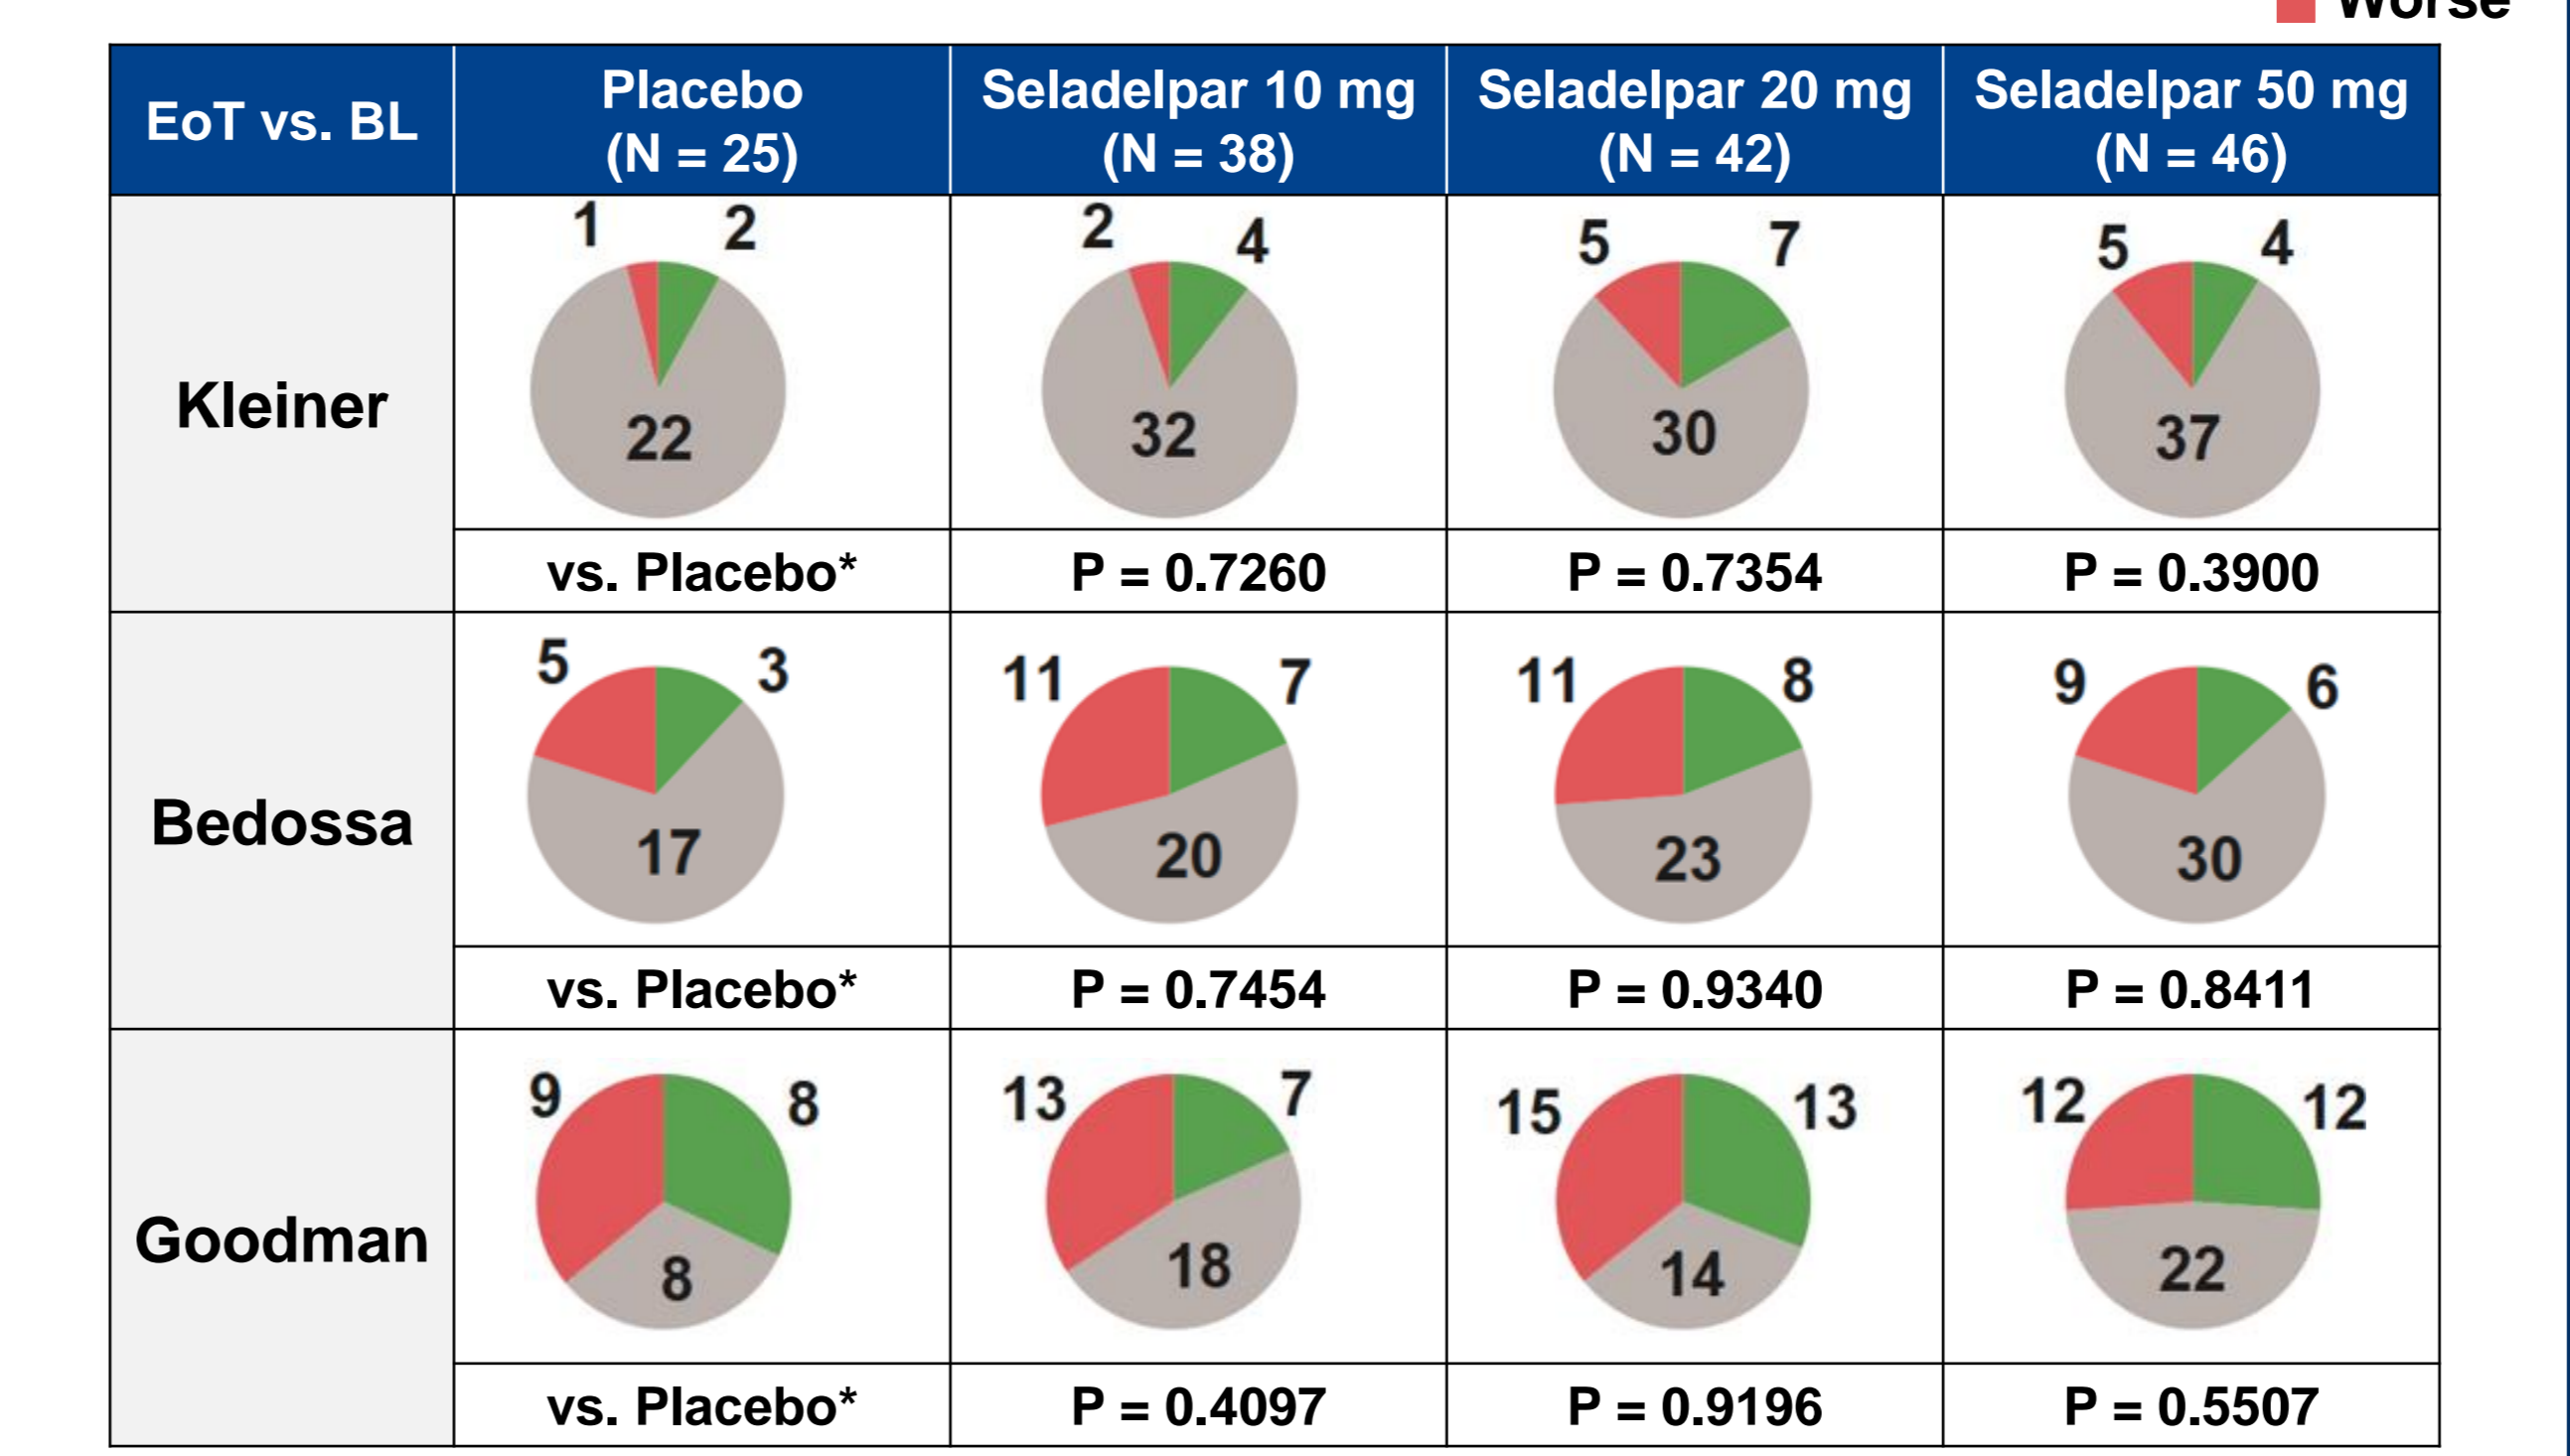 Worse
EoT vs. BL
Placebo
(N = 25)
Seladelpar 10 mg
(N = 38)
Seladelpar 20 mg
(N = 42)
Seladelpar 50 mg
(N = 46)
Kleiner
1 2
22
2 4
32
5 7
30
5 4
37
vs. Placebo*
P = 0.7260
P = 0.7354
P = 0.3900
Bedossa
5 3
17
11 7
20
11 8
23
9 6
30
vs. Placebo*
P = 0.7454
P = 0.9340
P = 0.8411
Goodman
9 8
8
13 7
18
15 13
14
12 12
22
vs. Placebo*
P = 0.4097
P = 0.9196
P = 0.5507